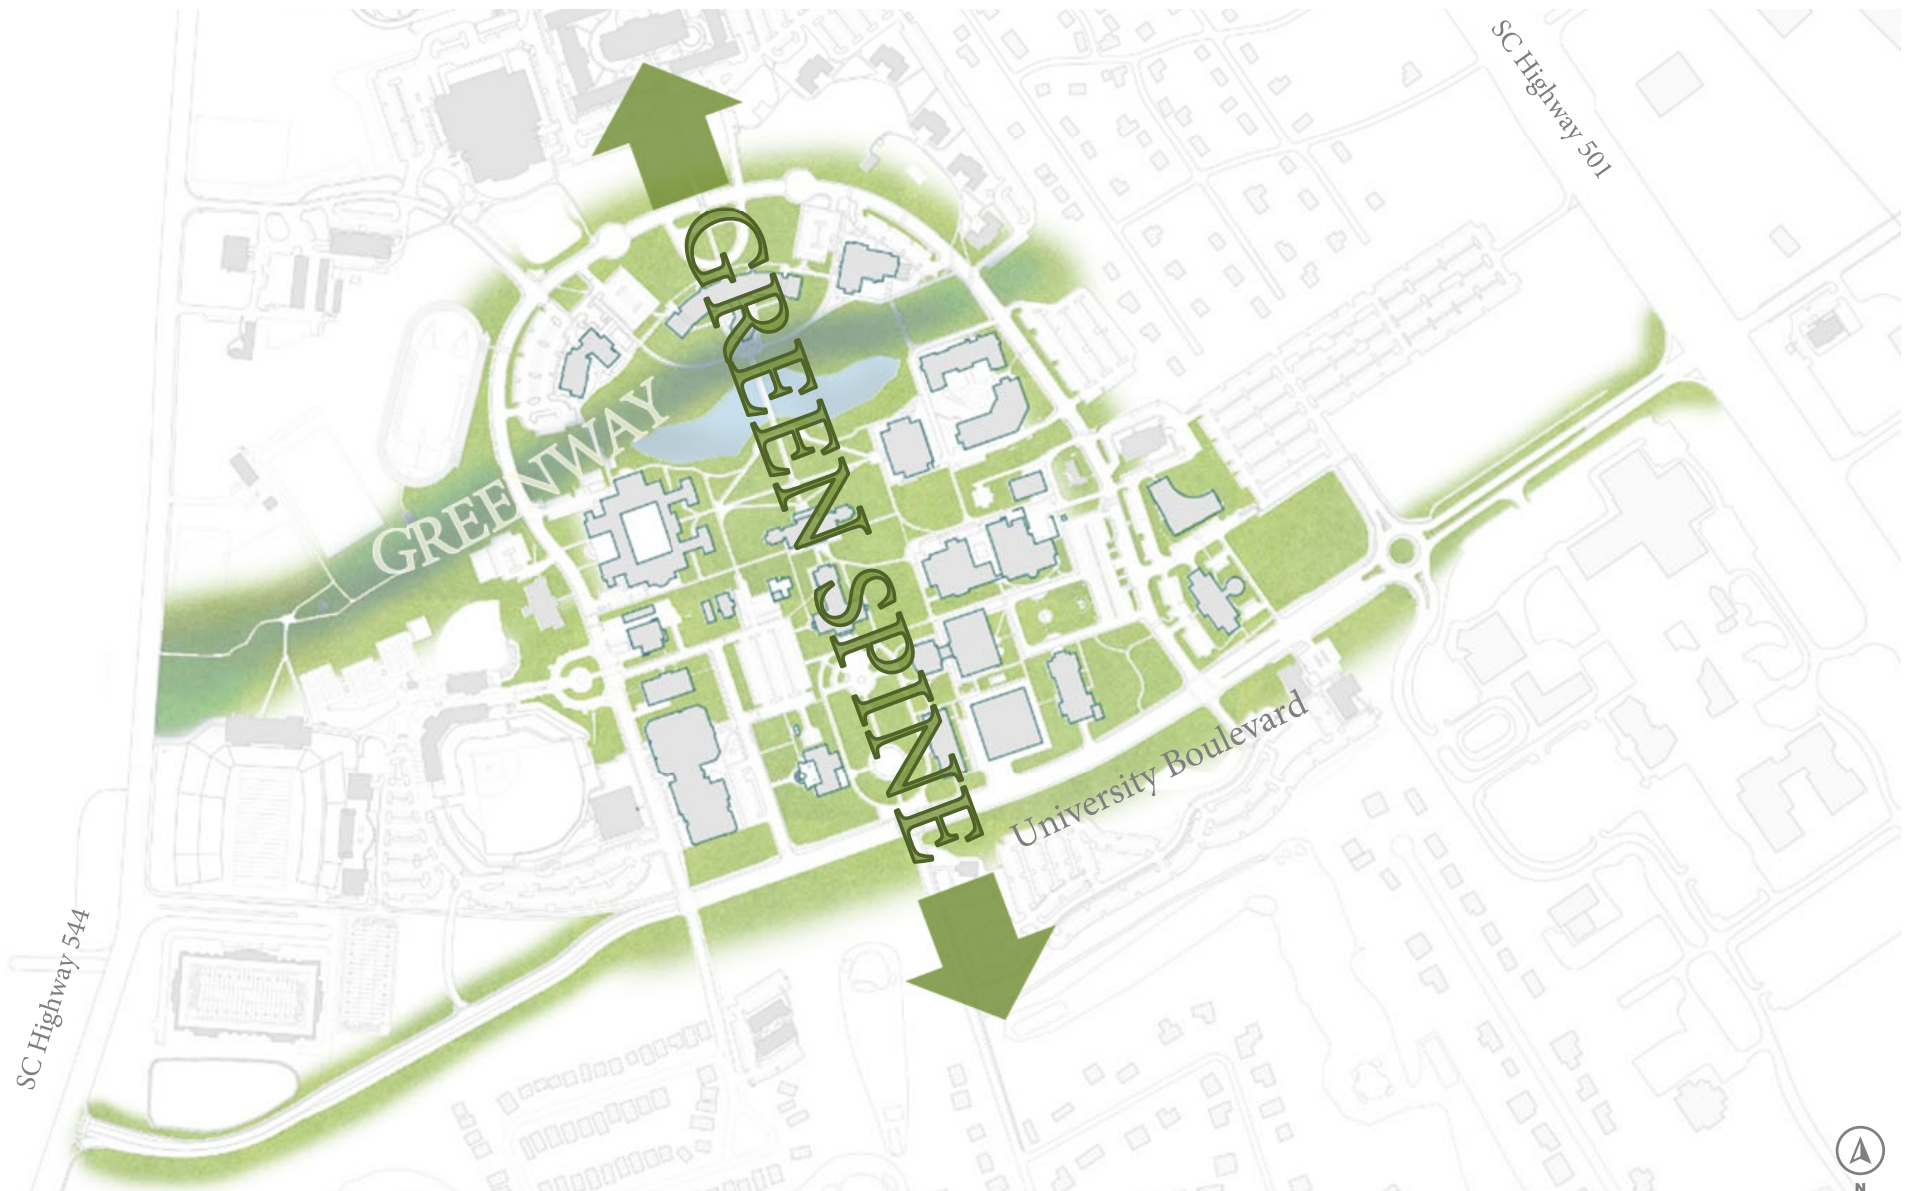 SC Highway 501
GREEN SPINE
GREENWAY
University Boulevard
SC Highway 544
N